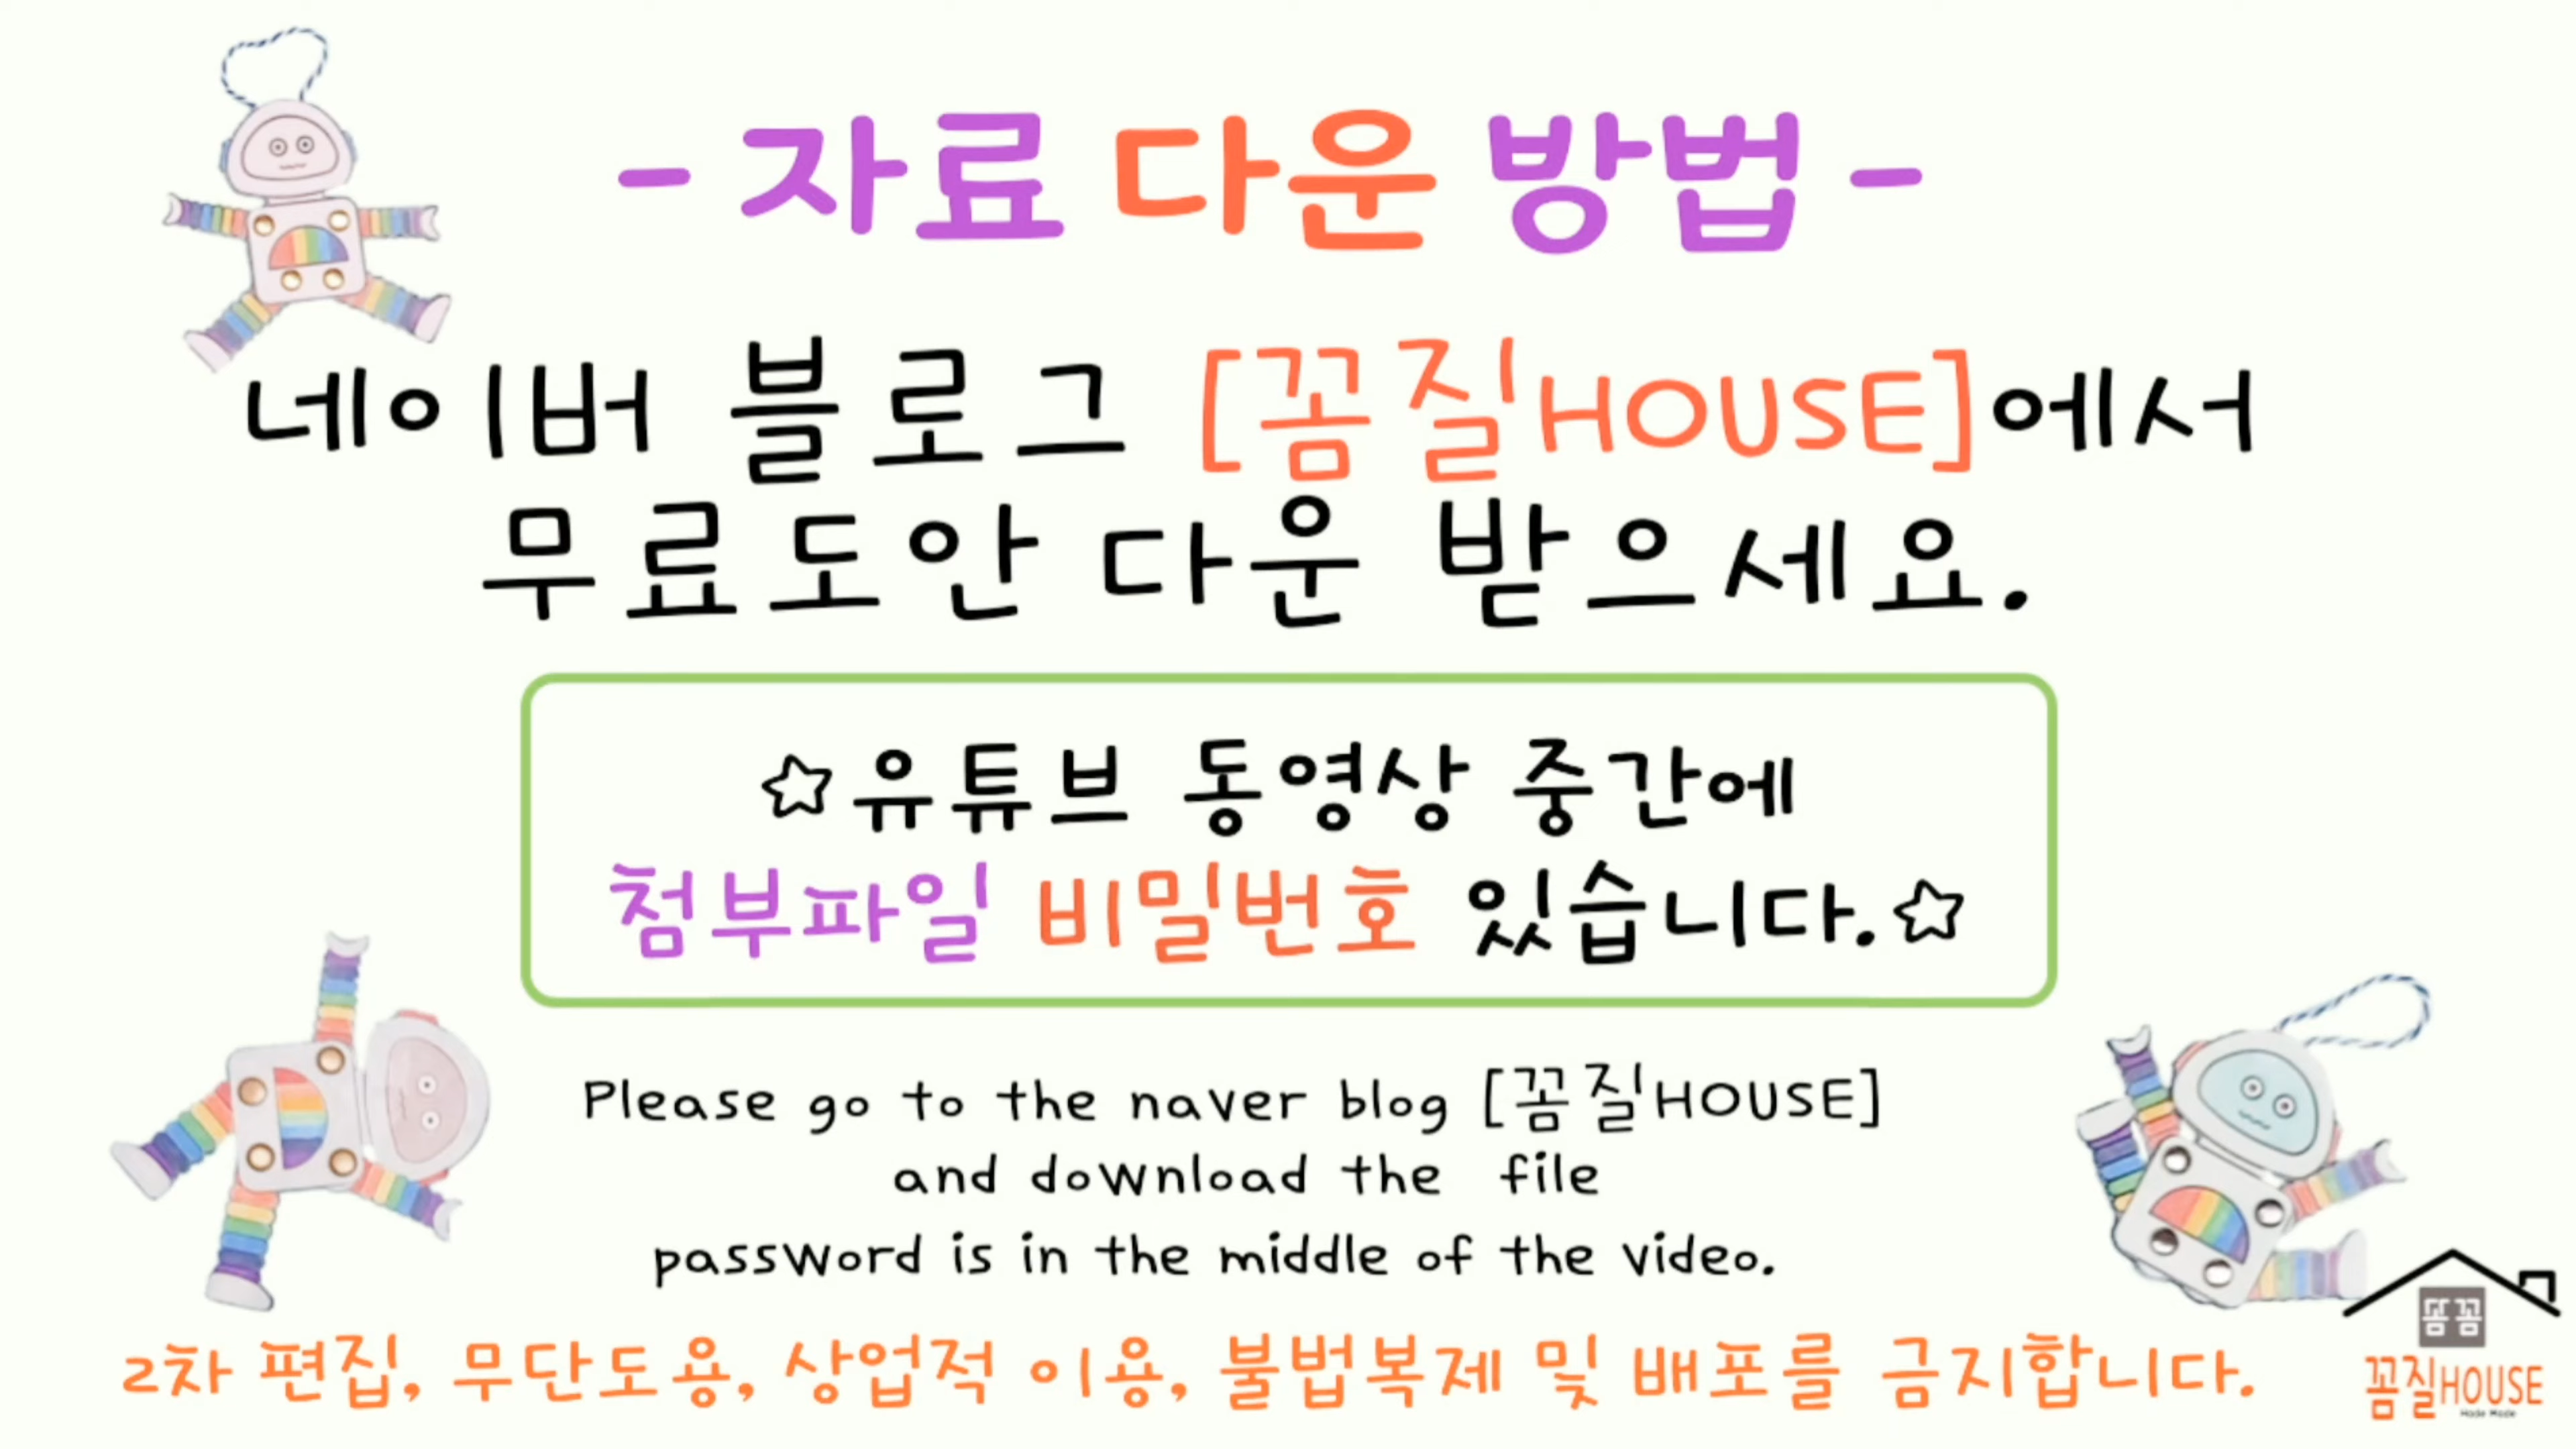 - 자료 다운 방법 -
네이버 블로그 [꼼질HOUSE]에서
무료도안 다운 받으세요.
☆유튜브 동영상 중간에
첨부파일 비밀번호 있습니다.☆
Please go to the naver blog [꼼질HOUSE]
and download the file
password is in the middle of the video.
2차 편집, 무단도용, 상업적 이용, 불법복제 및 배포를 금지합니다.
똠꼼
꼼질HOUSE
Made Made